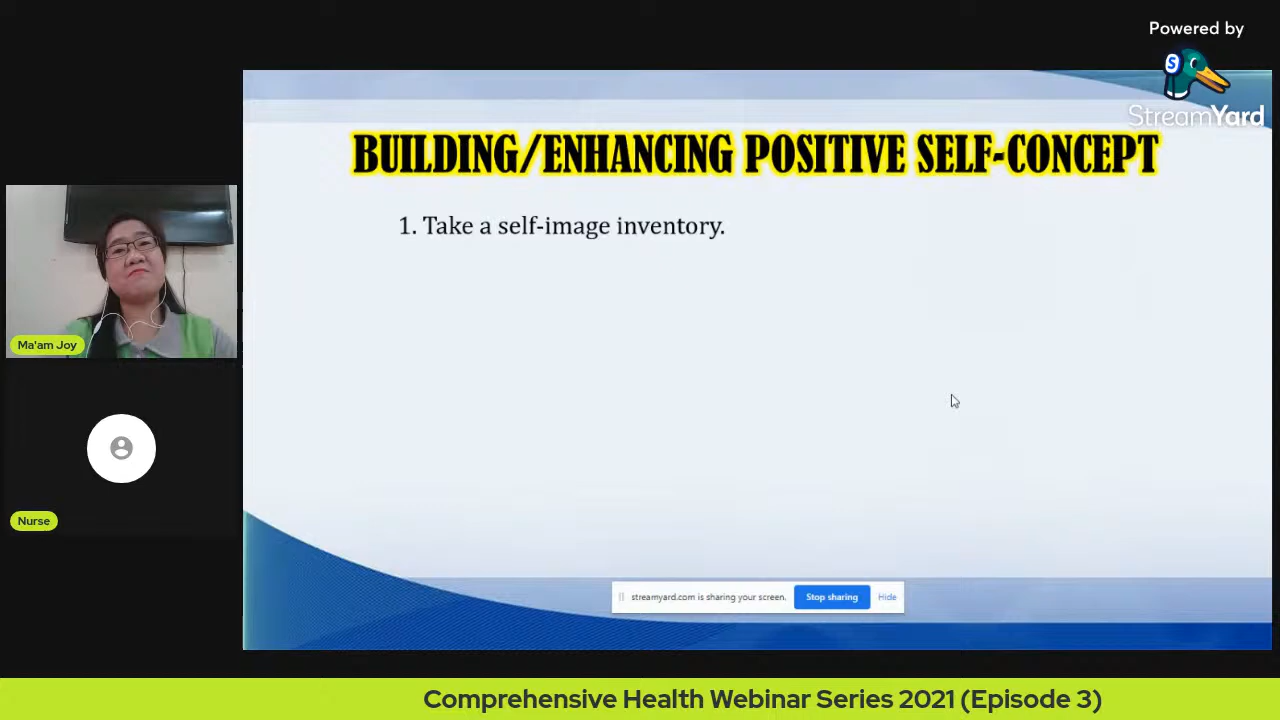 Powered by
StreamYard
BUILDING/ENHANCING POSITIVE SELF-CONCEPT
1. Take a self-image inventory.
Ma'am Joy
Nurse
streamyard.com is sharing your screen.
Stop sharing
Hide
Comprehensive Health Webinar Series 2021 (Episode 3)